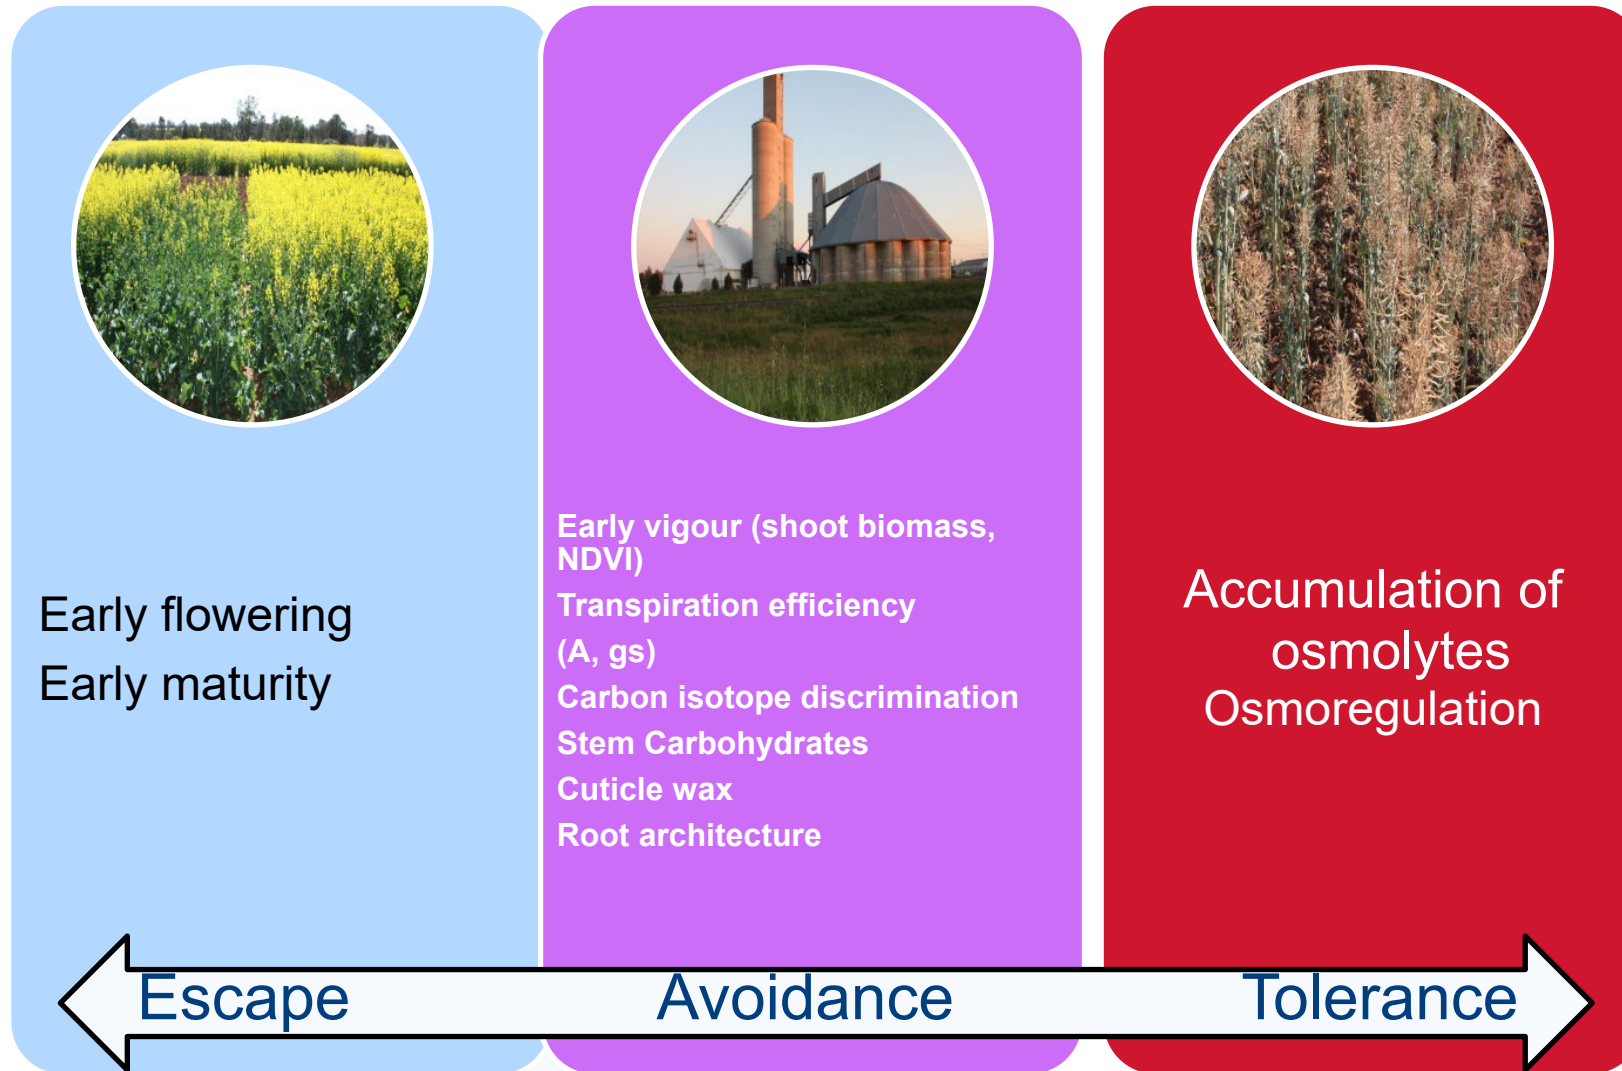 Early flowering
Early maturity
Early vigour (shoot biomass,
NDVI)
Transpiration efficiency
(A, gs)
Carbon isotope discrimination
Stem Carbohydrates
Cuticle wax
Root architecture
Accumulation of
osmolytes
Osmoregulation
Escape
Avoidance
Tolerance